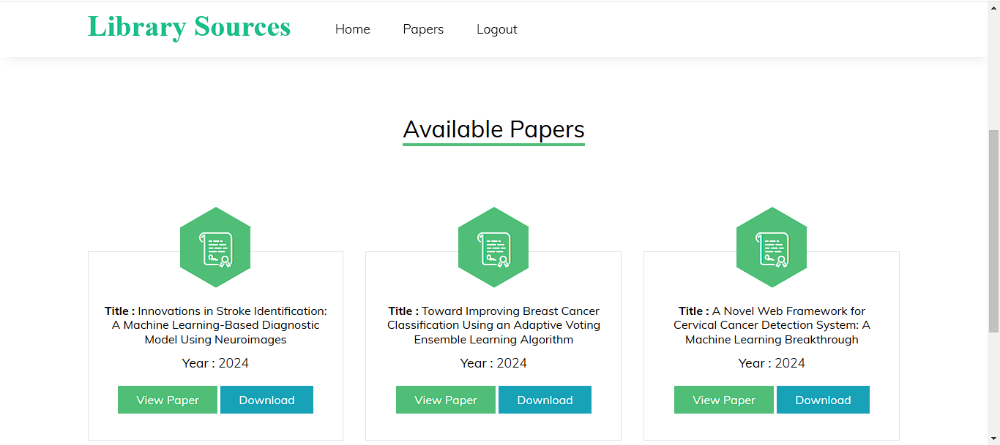 Library Sources
Home Papers Logout
Available Papers
Title : Innovations in Stroke Identification:
A Machine Learning-Based Diagnostic
Model Using Neuroimages
Year : 2024
View Paper Download
Title : Toward Improving Breast Cancer
Classification Using an Adaptive Voting
Ensemble Learning Algorithm
Year : 2024
View Paper Download
Title : A Novel Web Framework for
Cervical Cancer Detection System: A
Machine Learning Breakthrough
Year : 2024
View Paper Download